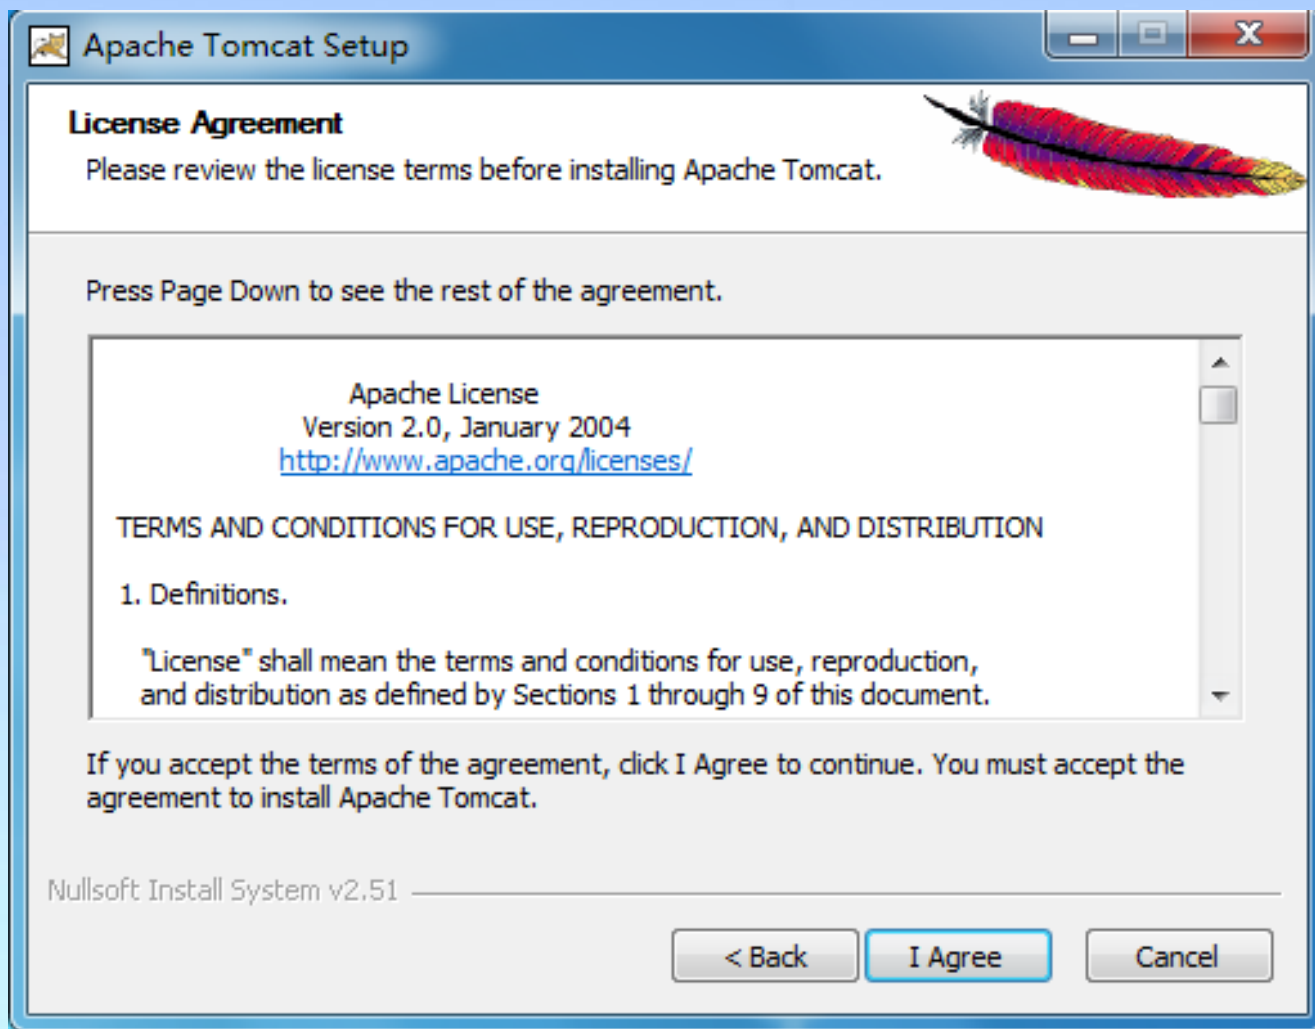 Apache Tomcat Setup
License Agreement
Please review the license terms before installing Apache Tomcat.
Press Page Down to see the rest of the agreement.
Apache License
Version 2.0, January 2004
http://www.apache.org/licenses/
TERMS AND CONDITIONS FOR USE, REPRODUCTION, AND DISTRIBUTION
1. Definitions.
"License" shall mean the terms and conditions for use, reproduction,
and distribution as defined by Sections 1 through 9 of this document.
If you accept the terms of the agreement, click I Agree to continue. You must accept the
agreement to install Apache Tomcat.
Nullsoft Install System v2.51
< Back I Agree Cancel